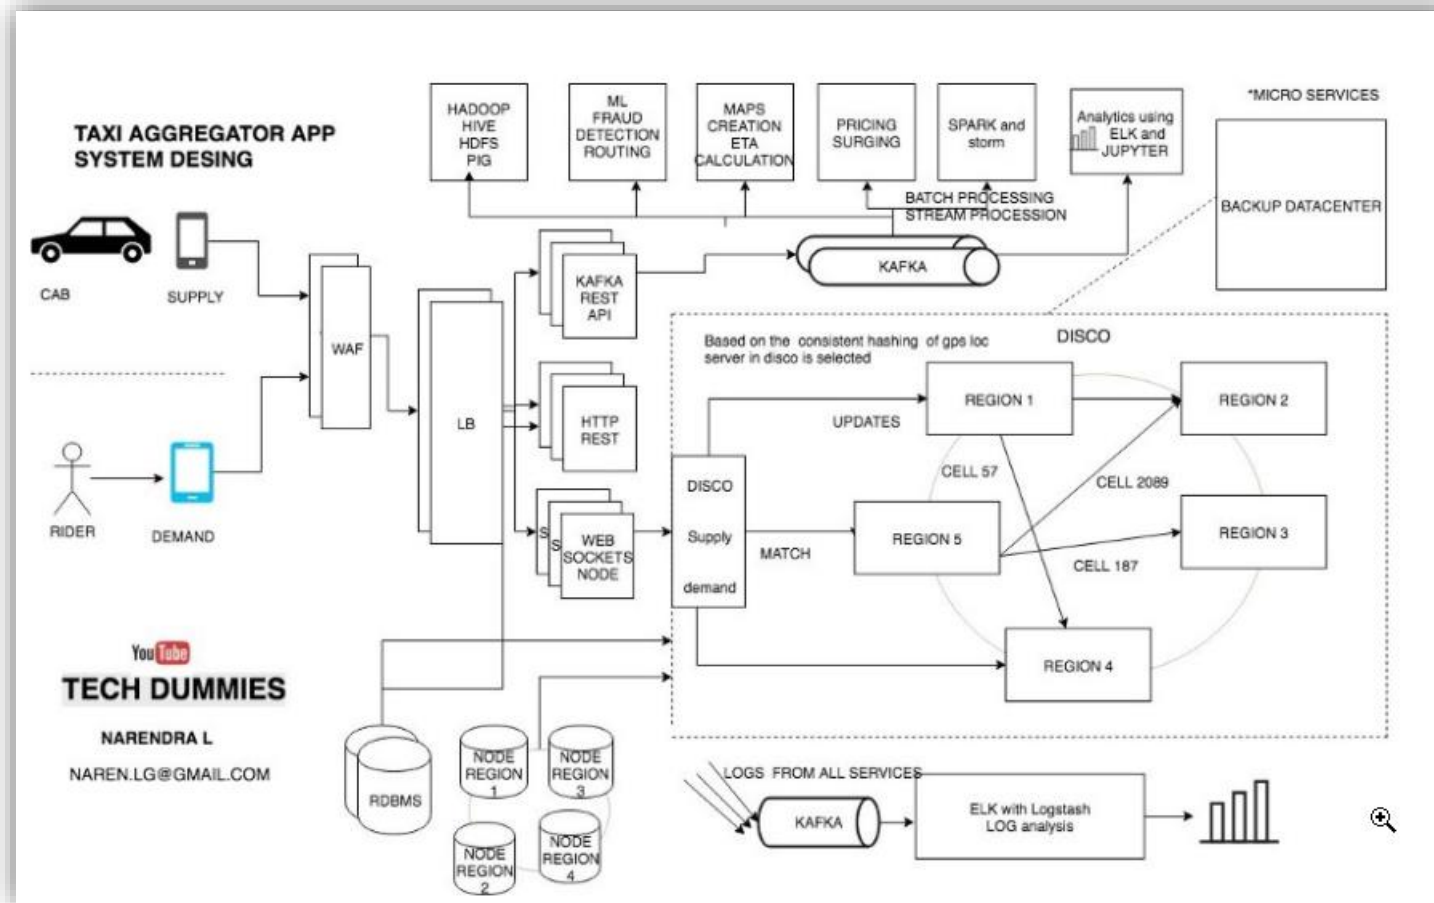 TAXI AGGREGATOR APP
SYSTEM DESING
HADOOP
HIVE
HDFS
PIG
ML
FRAUD
DETECTION
ROUTING
MAPS
CREATION
ETA
CALCULATION
PRICING
SURGING
SPARK and
storm
Analytics using
ELK and
JUPYTER
*MICRO SERVICES
BACKUP DATACENTER
BATCH PROCESSING
STREAM PROCESSION
CAB
SUPPLY
WAF
LB
KAFKA
REST
API
KAFKA
HTTP
REST
RIDER
DEMAND
S
S
WEB
SOCKETS
NODE
Based on the consistent hashing of gps loc
server in disco is selected
DISCO
REGION 1
REGION 2
UPDATES
CELL 57
CELL 2089
DISCO
Supply
demand
MATCH
REGION 5
REGION 3
CELL 187
REGION 4
YouTube
TECH DUMMIES
NARENDRA L
NAREN.LG@GMAIL.COM
RDBMS
NODE
REGION
1
NODE
REGION
3
NODE
REGION
2
NODE
REGION
4
LOGS FROM ALL SERVICES
KAFKA
ELK with Logstash
LOG analysis